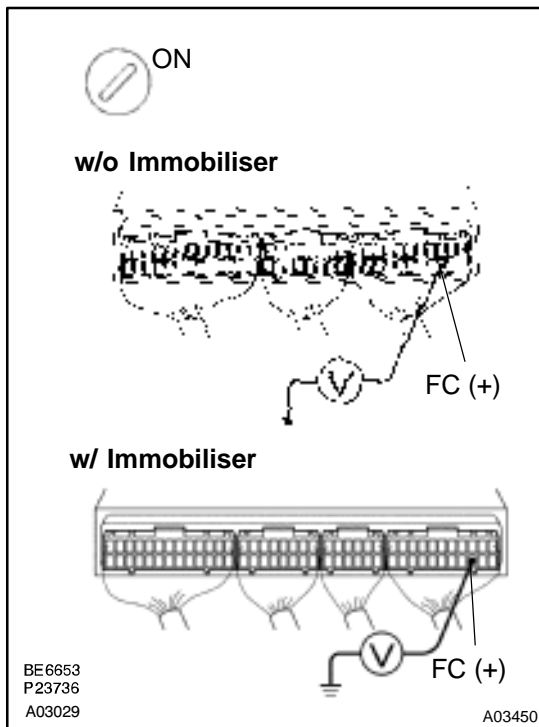 ON
w/o Immobiliser
V
FC (+)
w/ Immobiliser
V
FC (+)
BE6653
P23736
A03029
A03450